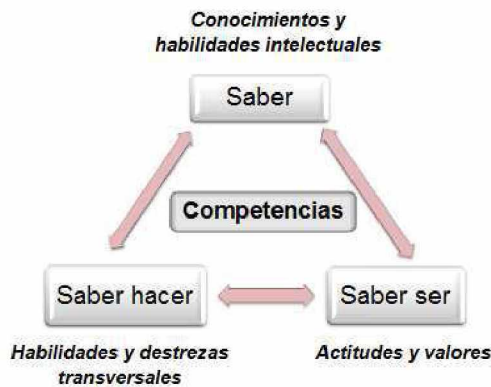 Conocimientos y
habilidades intelectuales
Saber
Competencias
Saber hacer
Saber ser
Habilidades y destrezas
transversales
Actitudes y valores